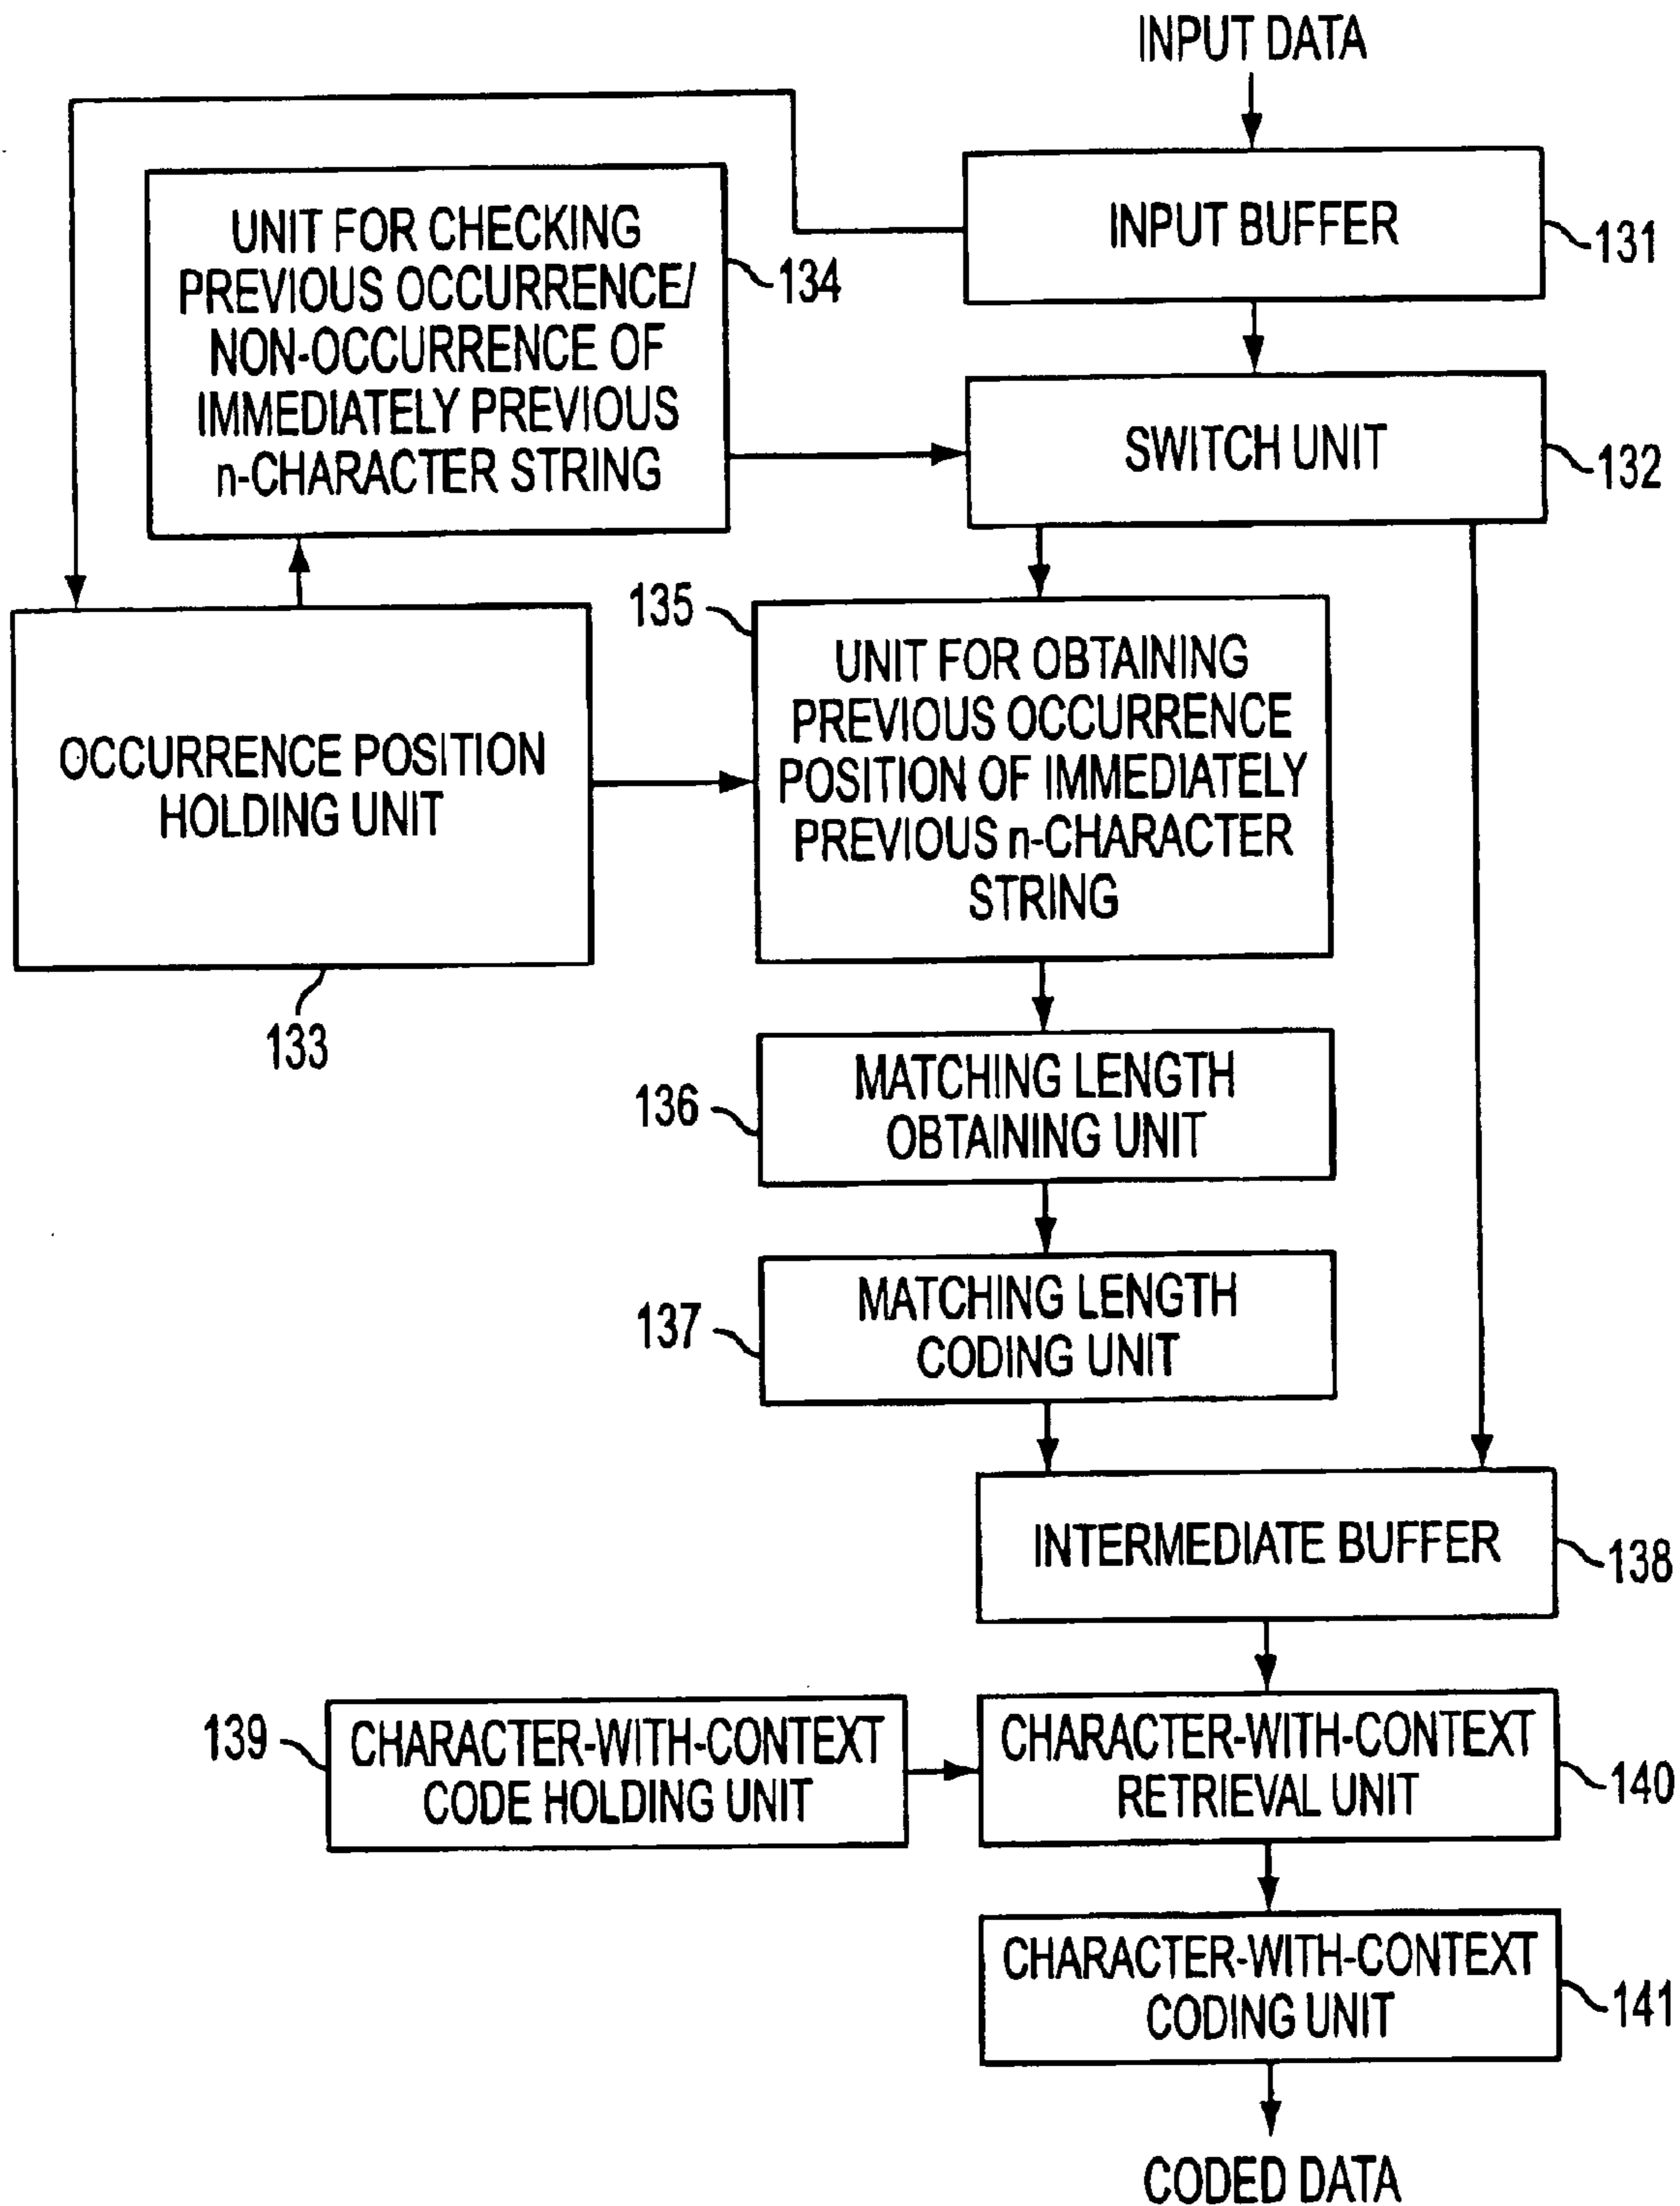 INPUT DATA
INPUT BUFFER
131
UNIT FOR CHECKING
PREVIOUS OCCURRENCE/
NON-OCCURRENCE OF
IMMEDIATELY PREVIOUS
n-CHARACTER STRING
134
SWITCH UNIT
132
OCCURRENCE POSITION
HOLDING UNIT
133
135
UNIT FOR OBTAINING
PREVIOUS OCCURRENCE
POSITION OF IMMEDIATELY
PREVIOUS n-CHARACTER
STRING
136
MATCHING LENGTH
OBTAINING UNIT
137
MATCHING LENGTH
CODING UNIT
INTERMEDIATE BUFFER
138
139
CHARACTER-WITH-CONTEXT
CODE HOLDING UNIT
CHARACTER-WITH-CONTEXT
RETRIEVAL UNIT
140
CHARACTER-WITH-CONTEXT
CODING UNIT
141
CODED DATA